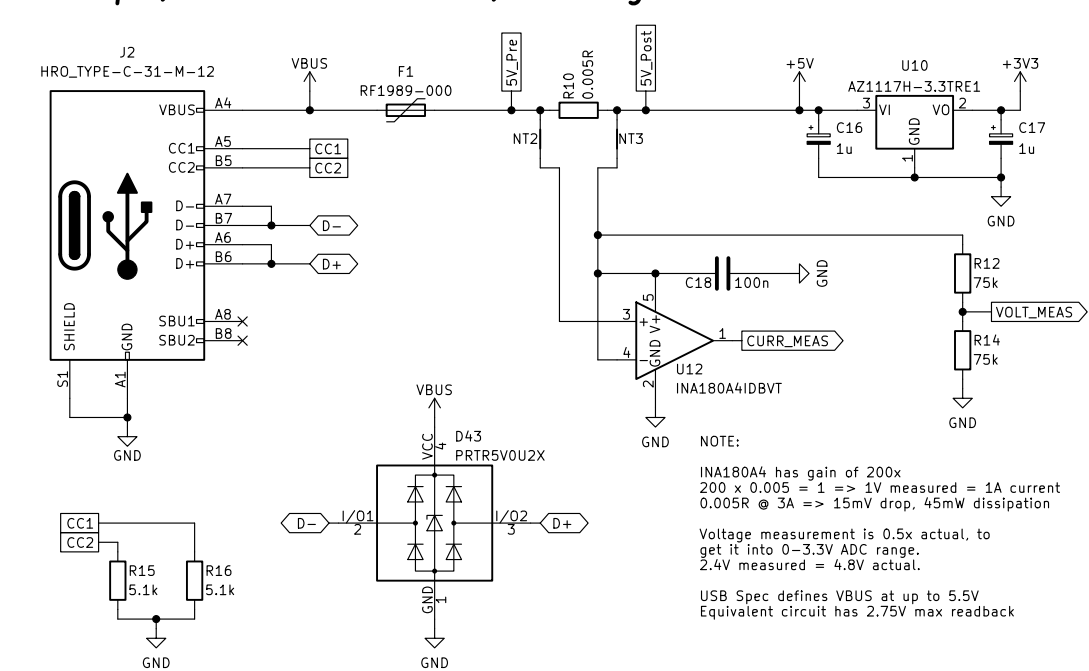 J2
HRO_TYPE-C-31-M-12
VBUS A4
CC1 A5
CC2 B5
D- A7
D- B7
D+ A6
D+ B6
SBU1 A8
SBU2 B8
SHIELD
GND
S1
A1
GND
CC1
CC2
D-
D+
VBUS
F1
RF1989-000
5V_Pre
R10
0.005R
5V_Post
NT2
NT3
+5V
U10
AZ1117H-3.3TRE1
3 VI
VO 2
GND
1
+3V3
C16
1u
C17
1u
GND
C18
100n
GND
R12
75k
VOLT_MEAS
R14
75k
GND
3
4
5
+
-
V+
GND
2
1
CURR_MEAS
U12
INA180A4IDBVT
GND
VBUS
VCC
4
D43
PRTR5V0U2X
D-
I/O1
2
I/O2
3
D+
GND
1
GND
CC1
CC2
R15
5.1k
R16
5.1k
GND
NOTE:
INA180A4 has gain of 200x
200 x 0.005 = 1 => 1V measured = 1A current
0.005R @ 3A => 15mV drop, 45mW dissipation
Voltage measurement is 0.5x actual, to
get it into 0-3.3V ADC range.
2.4V measured = 4.8V actual.
USB Spec defines VBUS at up to 5.5V
Equivalent circuit has 2.75V max readback